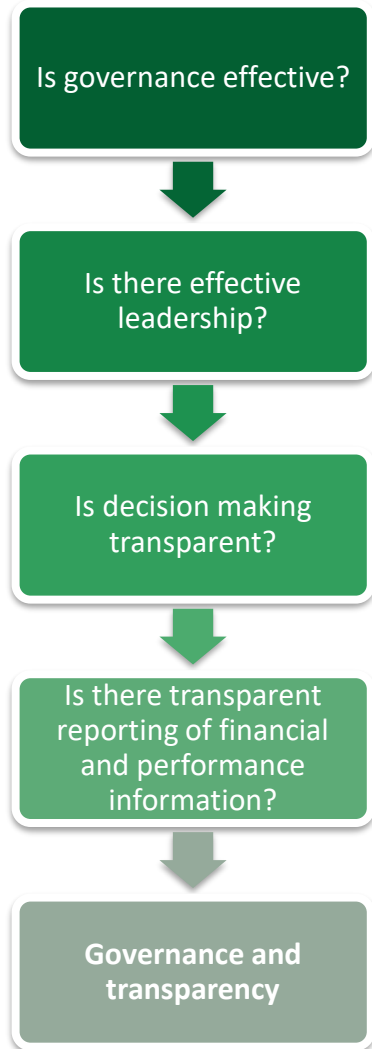 Is governance effective?
Is there effective
leadership?
Is decision making
transparent?
Is there transparent
reporting of financial
and performance
information?
Governance and
transparency